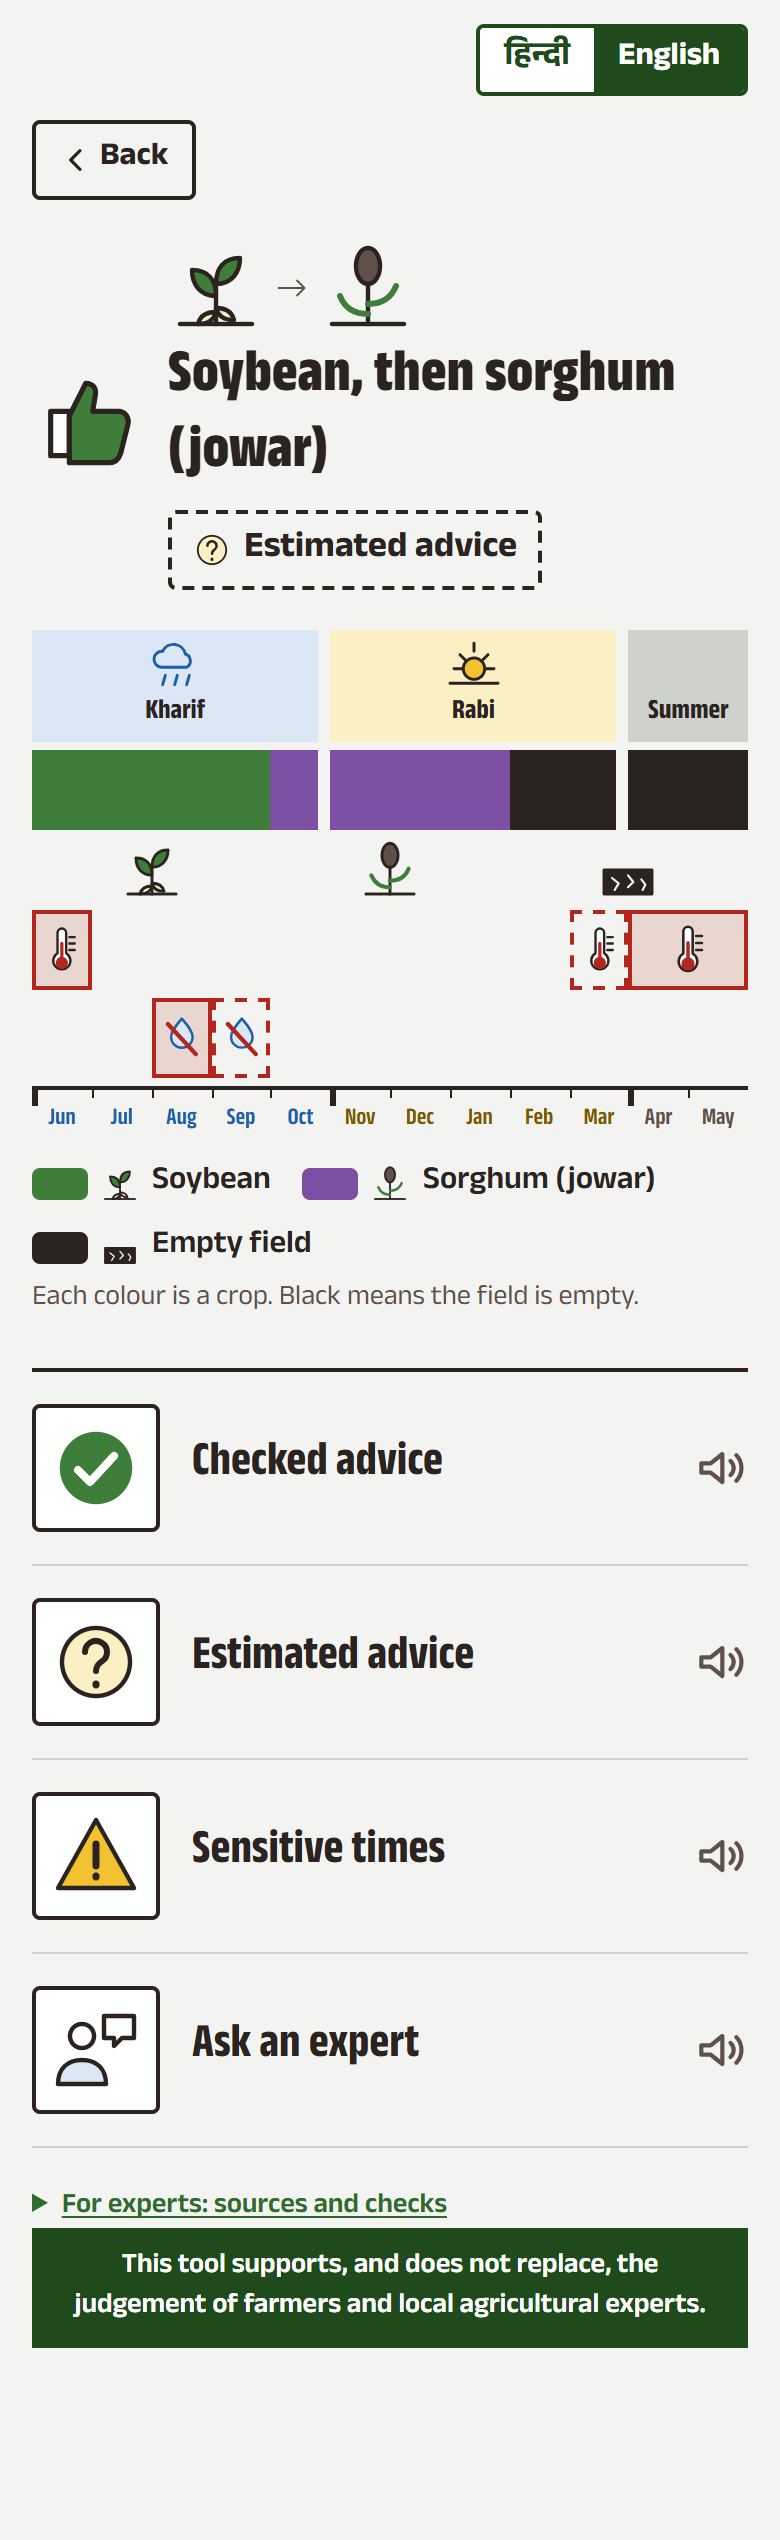 हिन्दी English
Back
Soybean, then sorghum
(jowar)
? Estimated advice
Kharif Rabi Summer
Jun Jul Aug Sep Oct Nov Dec Jan Feb Mar Apr May
Soybean Sorghum (jowar)
Empty field
Each colour is a crop. Black means the field is empty.
Checked advice
? Estimated advice
! Sensitive times
Ask an expert
For experts: sources and checks
This tool supports, and does not replace, the
judgement of farmers and local agricultural experts.